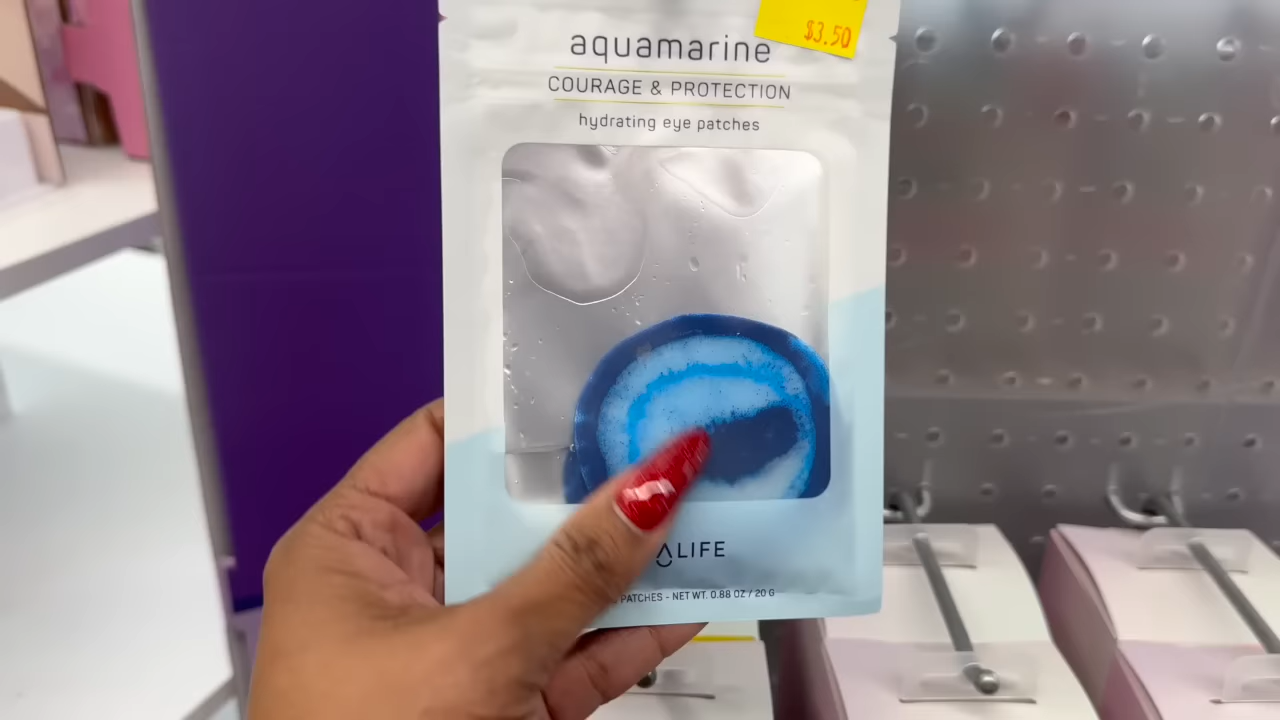 $3.50
aquamarine
COURAGE & PROTECTION
hydrating eye patches
LIFE
PATCHES - NET WT. 0.88 OZ / 20 G